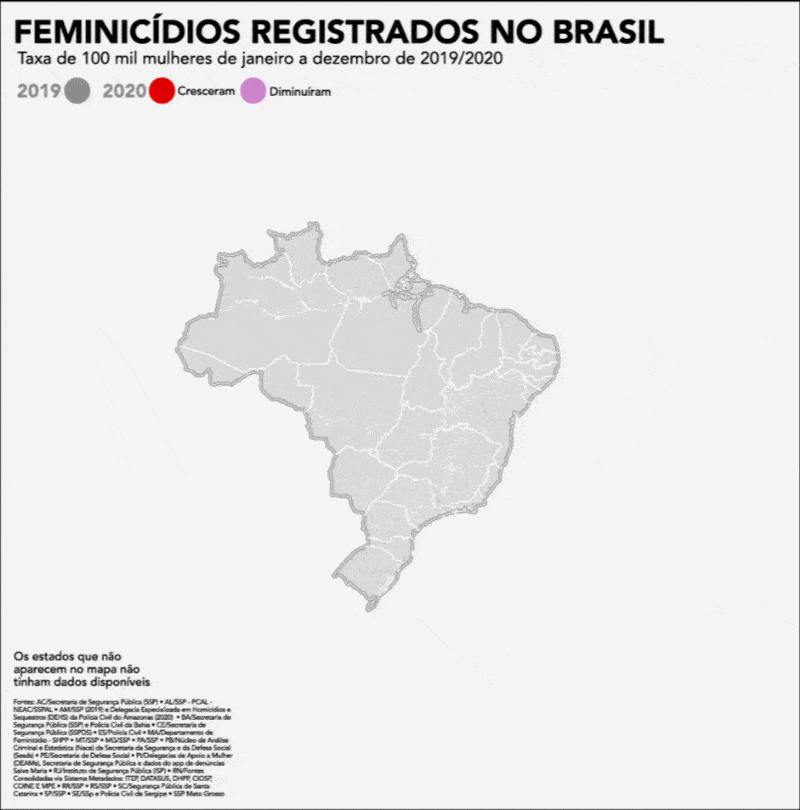 FEMINICÍDIOS REGISTRADOS NO BRASIL
Taxa de 100 mil mulheres de janeiro a dezembro de 2019/2020
2019 2020 Cresceram Diminuíram
Os estados que não
aparecem no mapa não
tinham dados disponíveis
Fontes: AC/Secretaria de Segurança Pública (SSP) • AL/SSP - PCAL -
NEAC/SSPAL • AM/SSP (2019) e Delegacia Especializada em Homicídios e
Sequestros (DEHS) da Polícia Civil do Amazonas (2020) • BA/Secretaria de
Segurança Pública (SSP) e Polícia Civil da Bahia • CE/Secretaria de
Segurança Pública (SSPDS) • ES/Polícia Civil • MA/Departamento de
Feminicídio - SHPP • MT/SSP • MG/SSP • PA/SSP • PB/Núcleo de Análise
Criminal e Estatística (Nace) da Secretaria da Segurança e da Defesa Social
(Seads) • PE/Secretaria de Defesa Social • PI/Delegacias de Apoio a Mulher
(DEAMs), Secretaria de Segurança Pública e dados do app de denúncias
Salve Maria • RJ/Instituto de Segurança Pública (ISP) • RN/Fontes
Consolidadas via Sistema Metadados: ITEP, DATASUS, DHPP, CIOSP,
COINE E MPE • RR/SSP • RS/SSP • SC/Segurança Pública de Santa
Catarina • SP/SSP • SE/SSp e Polícia Civil de Sergipe • SSP Mato Grosso